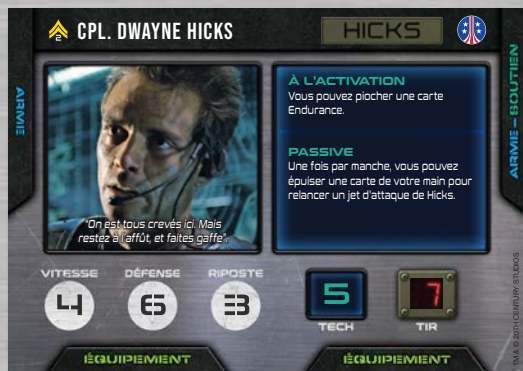 2
CPL. DWAYNE HICKS
HICKS
ARME
ARME – SOUTIEN
"On est tous crevés ici. Mais
restez à l'affût, et faites gaffe".
À L'ACTIVATION
Vous pouvez piocher une carte
Endurance.
PASSIVE
Une fois par manche, vous pouvez
épuiser une carte de votre main pour
relancer un jet d'attaque de Hicks.
VITESSE
4
DÉFENSE
6
RIPOSTE
3
5
TECH
7
TIR
ÉQUIPEMENT
ÉQUIPEMENT
TM & © 20TH CENTURY STUDIOS